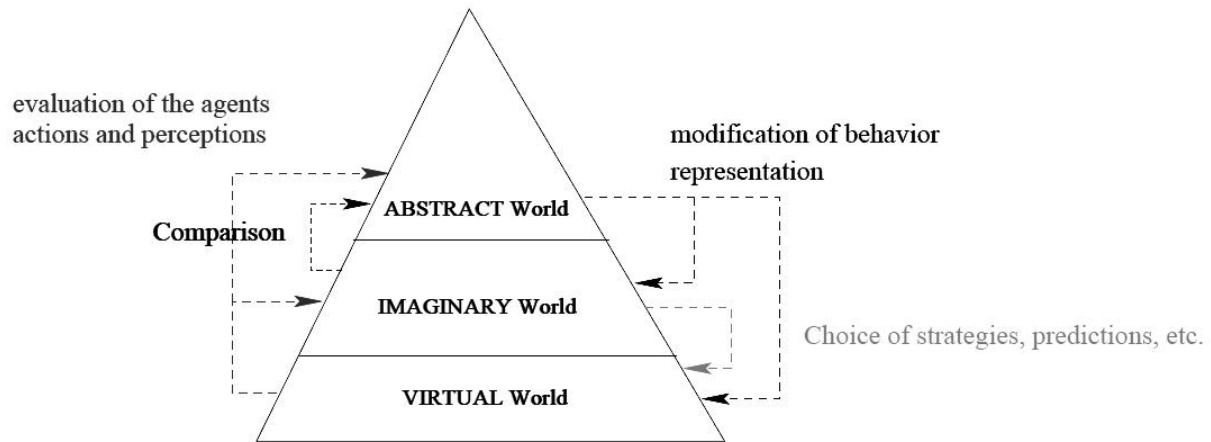 evaluation of the agents
actions and perceptions
modification of behavior
representation
ABSTRACT World
Comparison
IMAGINARY World
Choice of strategies, predictions, etc.
VIRTUAL World